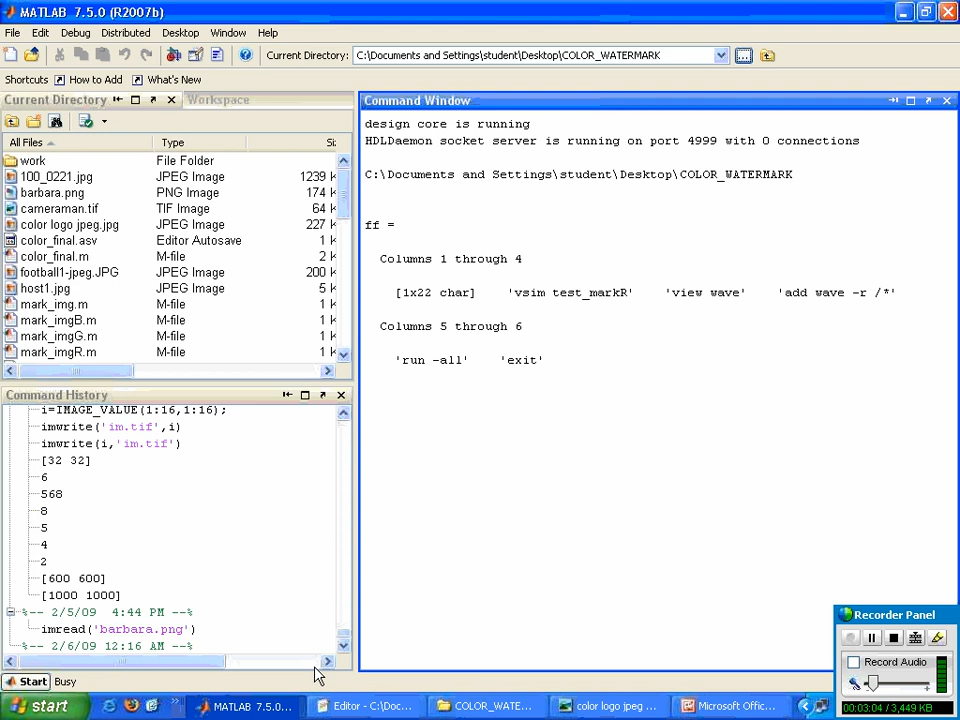 MATLAB 7.5.0 (R2007b)
File Edit Debug Distributed Desktop Window Help
Current Directory: C:\Documents and Settings\student\Desktop\COLOR_WATERMARK
Shortcuts How to Add What's New
Current Directory Workspace
All Files Type
work File Folder
100_0221.jpg JPEG Image 1239 K
barbara.png PNG Image 174 K
cameraman.tif TIF Image 64 K
color logo jpeg.jpg JPEG Image 227 K
color_final.asv Editor Autosave 1 K
color_final.m M-file 2 K
football1-jpeg.JPG JPEG Image 200 K
host1.jpg JPEG Image 5 K
mark_img.m M-file 1 K
mark_imgB.m M-file 1 K
mark_imgG.m M-file 1 K
mark_imgR.m M-file 1 K
Command History
i=IMAGE_VALUE(1:16,1:16);
imwrite('im.tif',i)
imwrite(i,'im.tif')
[32 32]
6
568
8
5
4
2
[600 600]
[1000 1000]
%-- 2/5/09 4:44 PM --%
imread('barbara.png')
%-- 2/6/09 12:16 AM --%
Command Window
design core is running
HDLDaemon socket server is running on port 4999 with 0 connections
C:\Documents and Settings\student\Desktop\COLOR_WATERMARK
ff =
Columns 1 through 4
[1x22 char] 'vsim test_markR' 'view wave' 'add wave -r /*'
Columns 5 through 6
'run -all' 'exit'
Recorder Panel
Record Audio
00:03:04 / 3,449 KB
Start Busy
start MATLAB 7.5.0... Editor - C:\Doc... COLOR_WATE... color logo jpeg ... Microsoft Offic...